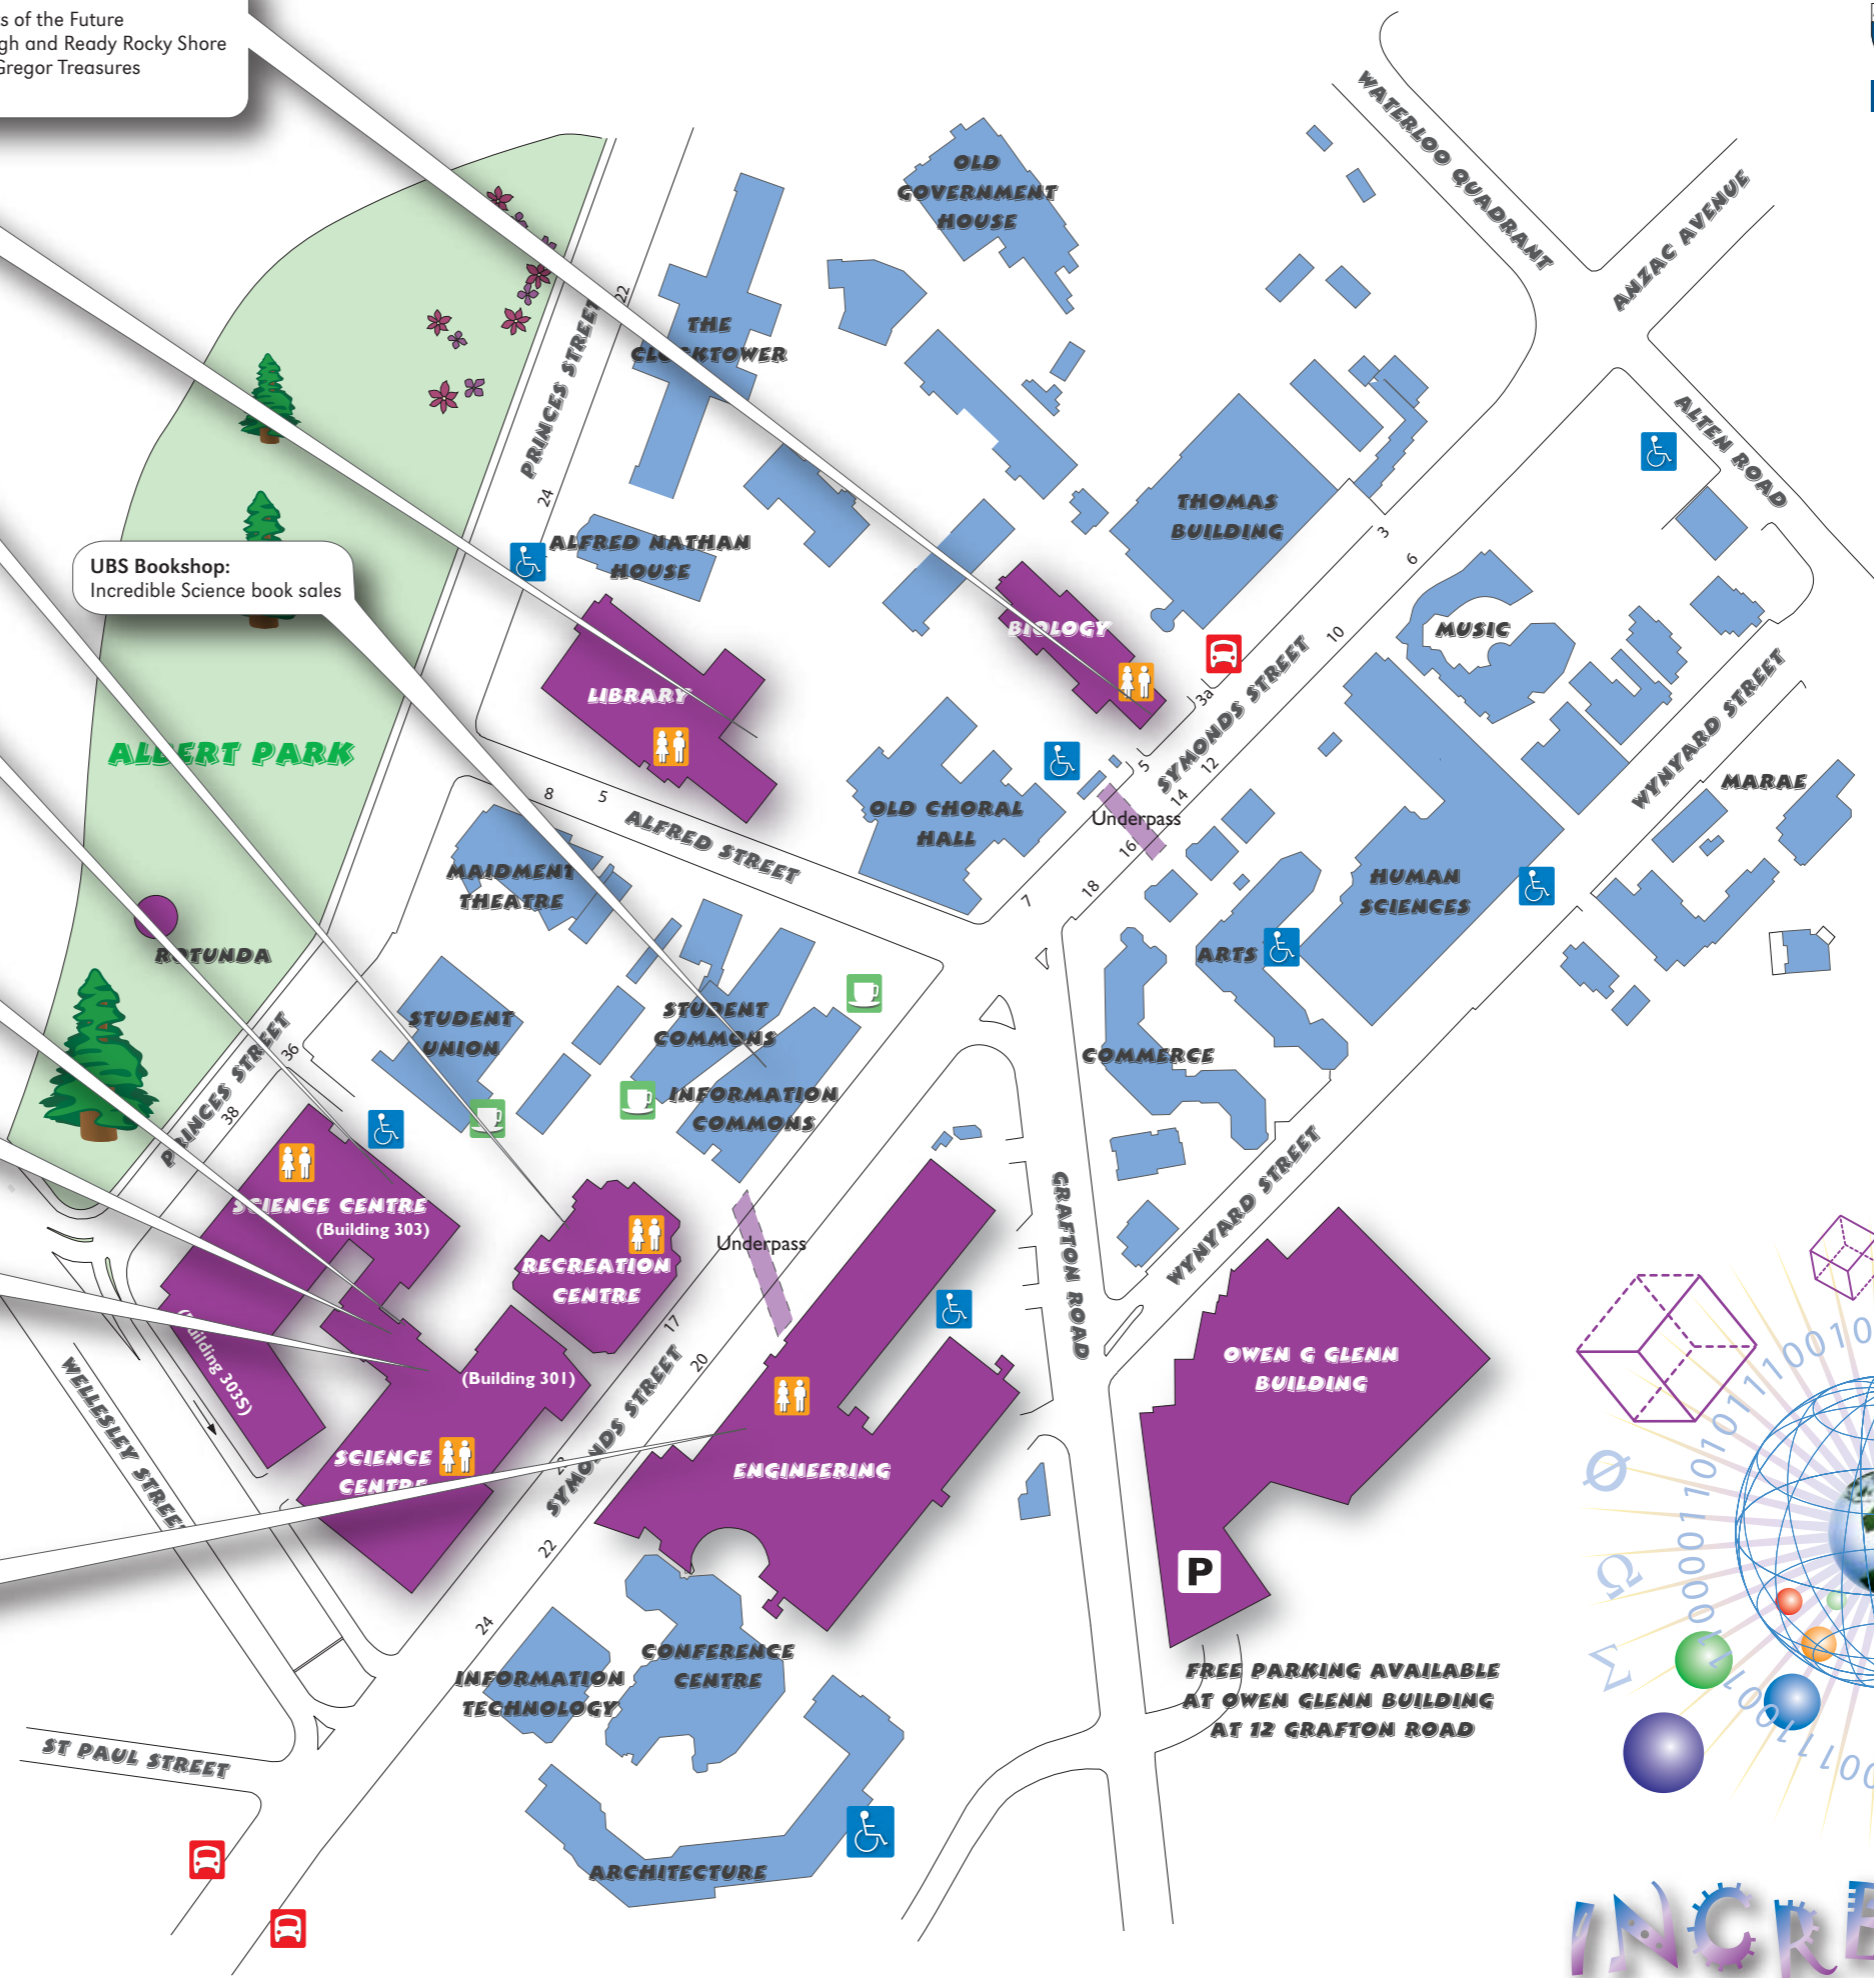 s of the Future
gh and Ready Rocky Shore
Gregor Treasures
WATERLOO QUADRANT
ANZAC AVENUE
ALTEN ROAD
OLD
GOVERNMENT
HOUSE
PRINCES STREET
22
24
THE
CLOCKTOWER
ALFRED NATHAN
HOUSE
THOMAS
BUILDING
3
6
10
UBS Bookshop:
Incredible Science book sales
BIOLOGY
MUSIC
LIBRARY
3a
SYMONDS STREET
5
12
14
16
18
7
WYNYARD STREET
MARAE
ALBERT PARK
8
5
ALFRED STREET
OLD CHORAL
HALL
Underpass
MAIDMENT
THEATRE
HUMAN
SCIENCES
ROTUNDA
ARTS
STUDENT
UNION
STUDENT
COMMONS
COMMERCE
PRINCES STREET
36
38
INFORMATION
COMMONS
SCIENCE CENTRE
(Building 303)
RECREATION
CENTRE
Underpass
GRAFTON ROAD
WYNYARD STREET
(Building 303S)
(Building 301)
17
20
OWEN G GLENN
BUILDING
WELLESLEY STREET
SCIENCE
CENTRE
SYMONDS STREET
22
24
ENGINEERING
P
CONFERENCE
CENTRE
INFORMATION
TECHNOLOGY
FREE PARKING AVAILABLE
AT OWEN GLENN BUILDING
AT 12 GRAFTON ROAD
ST PAUL STREET
ARCHITECTURE
Ø
Ω
Σ
INCRE